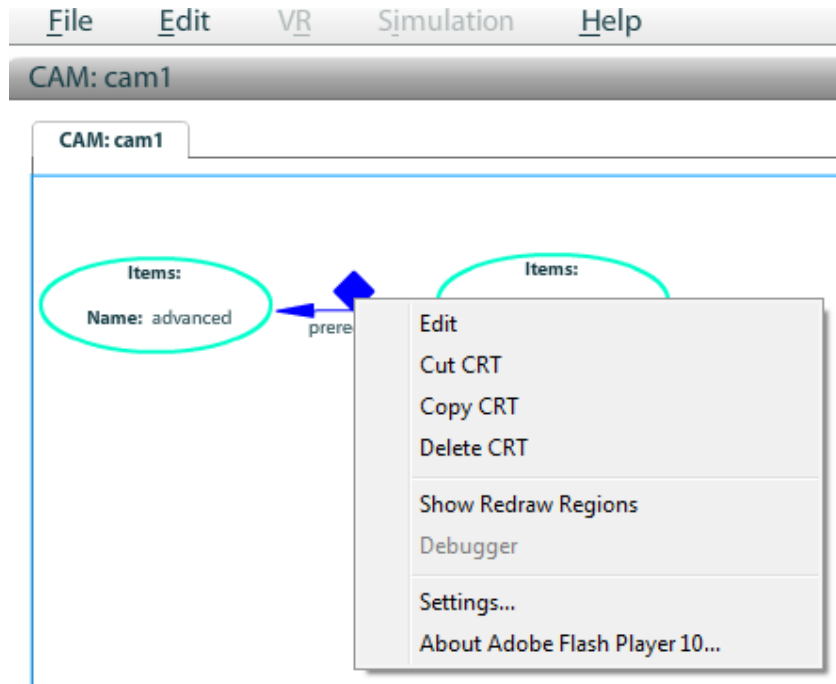 File Edit VR Simulation Help
CAM: cam1
CAM: cam1
Items:
Name: advanced
Items:
Edit
Cut CRT
Copy CRT
Delete CRT
Show Redraw Regions
Debugger
Settings...
About Adobe Flash Player 10...